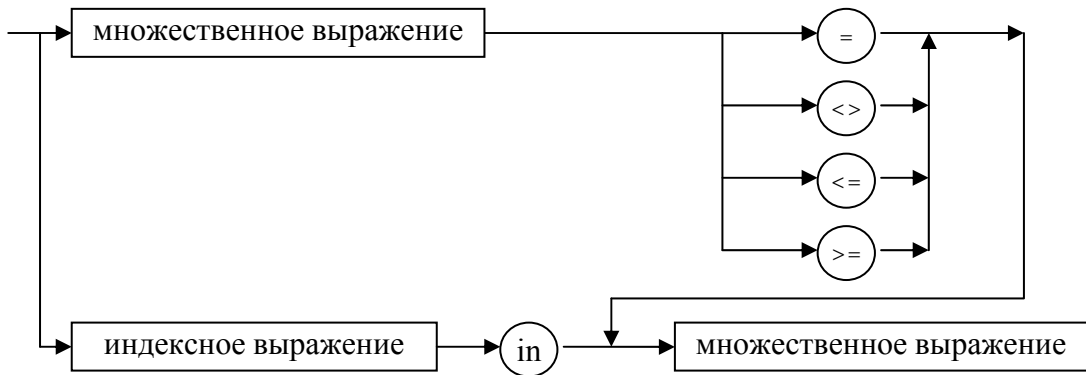 множественное выражение
=
<>
<=
>=
индексное выражение
in
множественное выражение